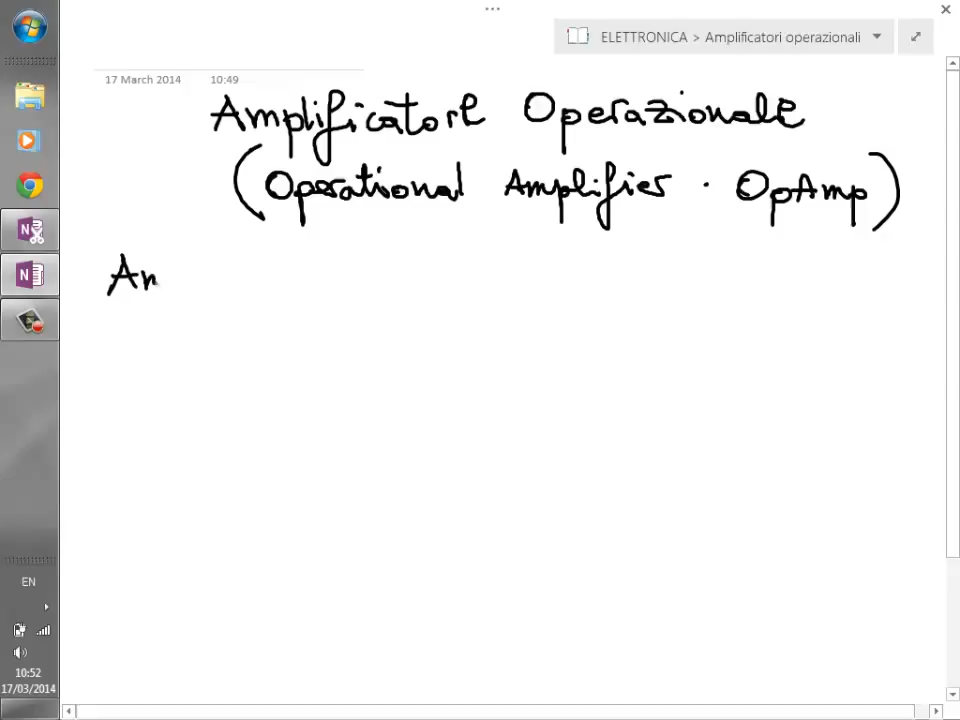 ELETTRONICA > Amplificatori operazionali
17 March 2014 10:49
Amplificatore Operazionale
(Operational Amplifier . OpAmp)
Am
EN
10:52
17/03/2014